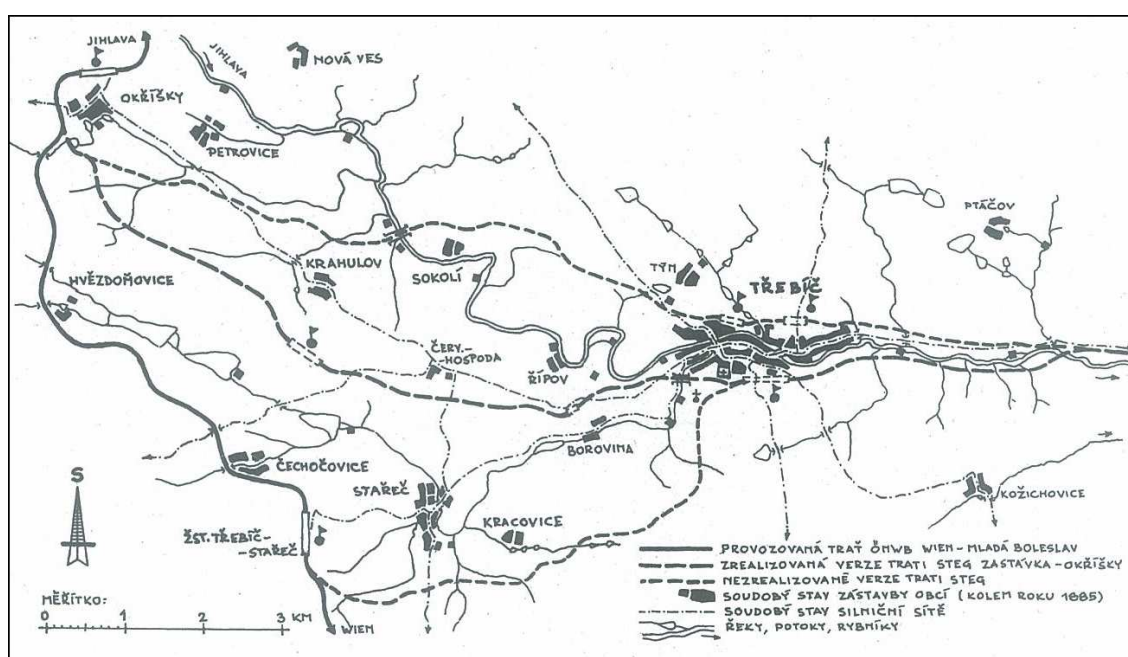 JIHLAVA
JIHLAVA
NOVÁ VES
OKŘÍŠKY
PETROVICE
PTÁČOV
HVĚZDOŇOVICE
KRAHULOV
SOKOLÍ
TÝN
TŘEBÍČ
ČERV.-
-HOSPODA
ŘÍPOV
BOROVINA
ČECHOČOVICE
STAŘEČ
KRACOVICE
KOŽICHOVICE
ŽST. TŘEBÍČ-
-STAŘEČ
S
MĚŘÍTKO:
0 1 2 3 KM
WIEN
PROVOZOVANÁ TRAŤ ÖNWB WIEN-MLADÁ BOLESLAV
ZREALIZOVANÁ VERZE TRATI STEG ZASTÁVKA-OKŘÍŠKY
NEZREALIZOVANÉ VERZE TRATI STEG
SOUDOBÝ STAV ZÁSTAVBY OBCÍ (KOLEM ROKU 1885)
SOUDOBÝ STAV SILNIČNÍ SÍTĚ
ŘEKY, POTOKY, RYBNÍKY